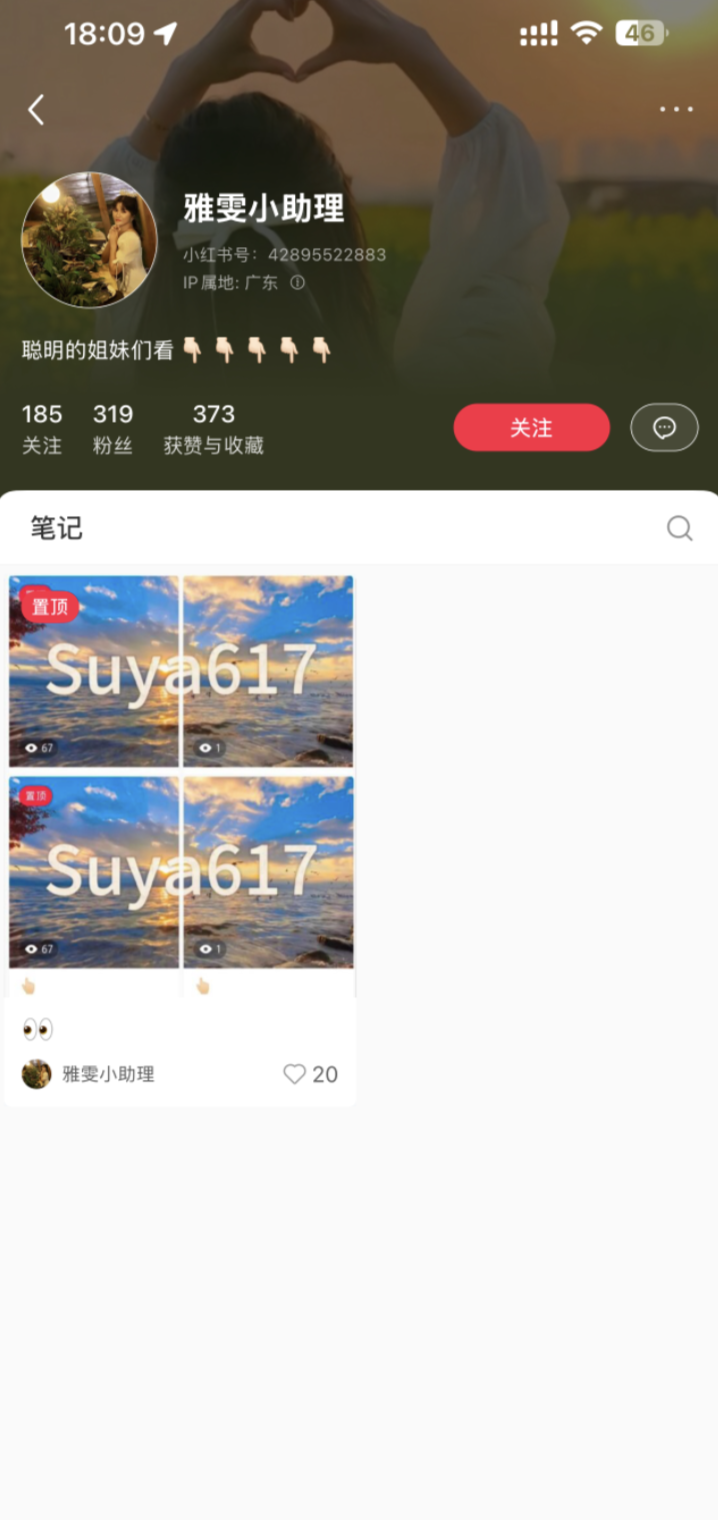 18:09
46
雅雯小助理
小红书号：42895522883
IP属地: 广东
聪明的姐妹们看👇🏻👇🏻👇🏻👇🏻👇🏻
185 319 373
关注 粉丝 获赞与收藏
关注
笔记
置顶
Suya617
67 1
置顶
Suya617
67 1
👆🏻 👆🏻
👀
雅雯小助理 20